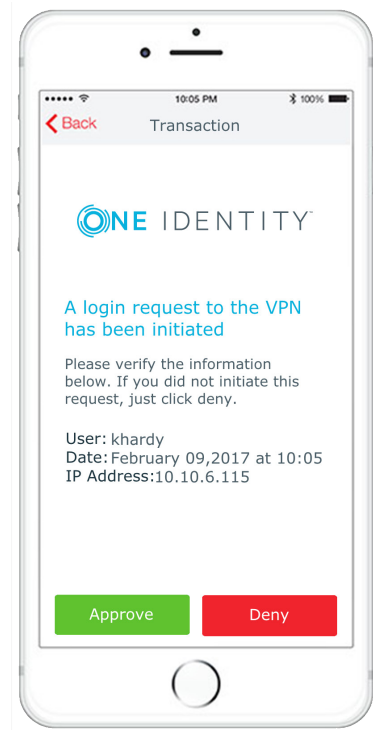 10:05 PM 100%
Back Transaction
ONE IDENTITY™
A login request to the VPN
has been initiated
Please verify the information
below. If you did not initiate this
request, just click deny.
User: khardy
Date: February 09,2017 at 10:05
IP Address:10.10.6.115
Approve Deny